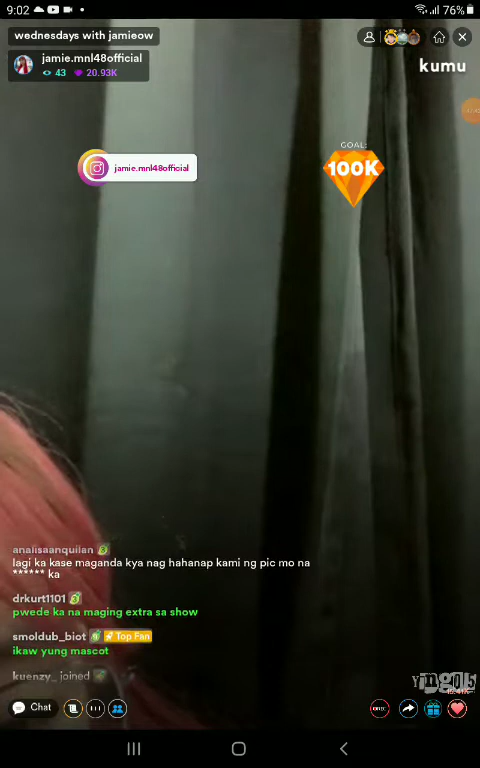 9:02
76%
wednesdays with jamieow
jamie.mnl48official
43 20.93K
kumu
GOAL:
100K
jamie.mnl48official
analisaanquilan 3
lagi ka kase maganda kya nag hahanap kami ng pic mo na
****** ka
drkurt1101 3
pwede ka na maging extra sa show
smoldub_biot Top Fan
ikaw yung mascot
kuenzy_ joined
Chat